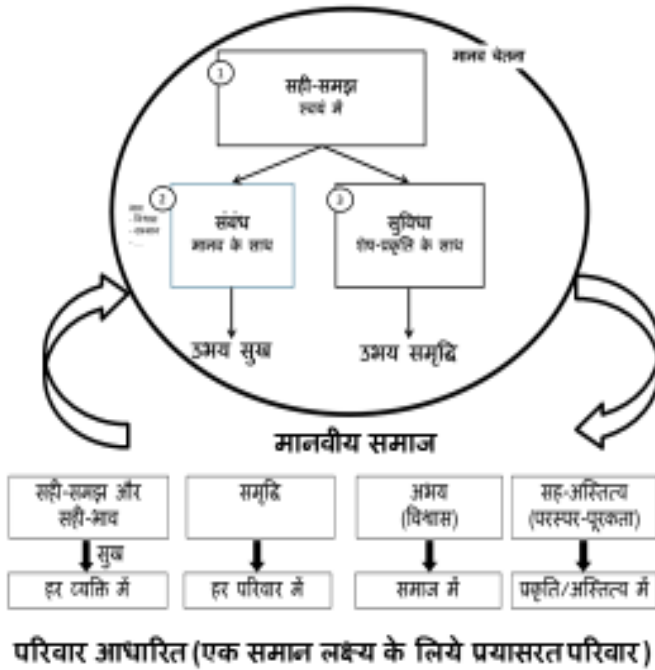 मानव चेतना
1
सही-समझ
स्वयं में
2
- विश्वास
- सम्मान
- ...
संबंध
मानव के साथ
3
सुविधा
शेष-प्रकृति के साथ
उभय सुख
उभय समृद्धि
मानवीय समाज
सही-समझ और
सही-भाव
सुख
हर व्यक्ति में
समृद्धि
हर परिवार में
अभय
(विश्वास)
समाज में
सह-अस्तित्व
(परस्पर-पूरकता)
प्रकृति/अस्तित्व में
परिवार आधारित (एक समान लक्ष्य के लिये प्रयासरत परिवार)